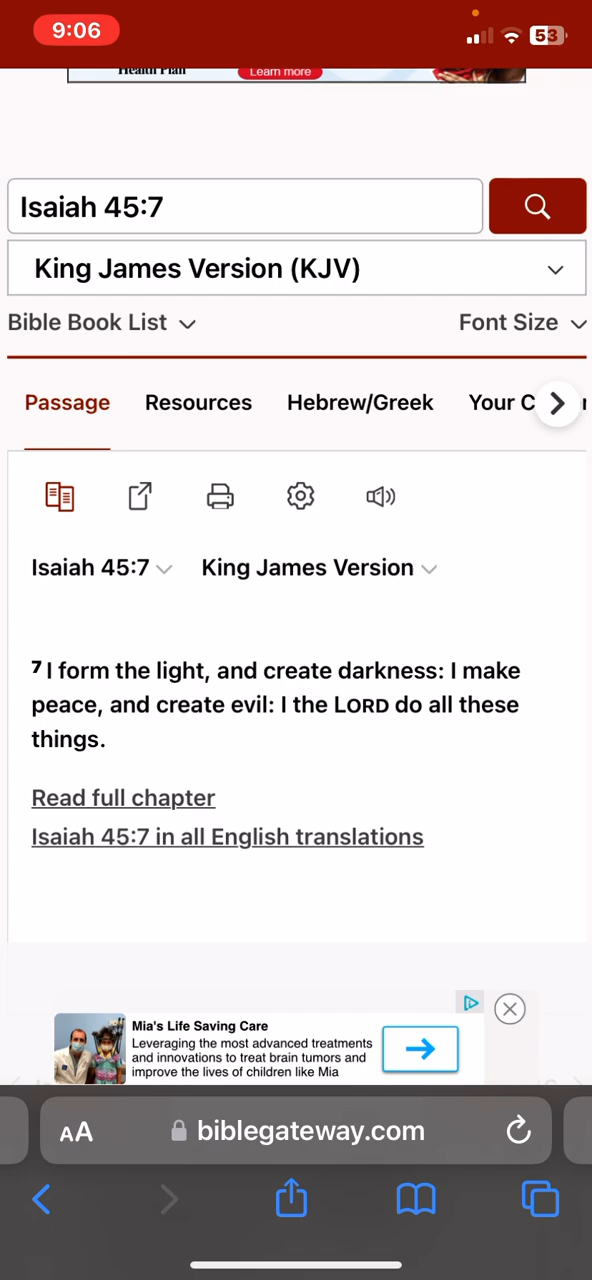 9:06
53
Health Plan
Learn more
Isaiah 45:7
King James Version (KJV)
Bible Book List
Font Size
Passage
Resources
Hebrew/Greek
Your C
Isaiah 45:7
King James Version
7 I form the light, and create darkness: I make
peace, and create evil: I the LORD do all these
things.
Read full chapter
Isaiah 45:7 in all English translations
Mia's Life Saving Care
Leveraging the most advanced treatments
and innovations to treat brain tumors and
improve the lives of children like Mia
AA
biblegateway.com